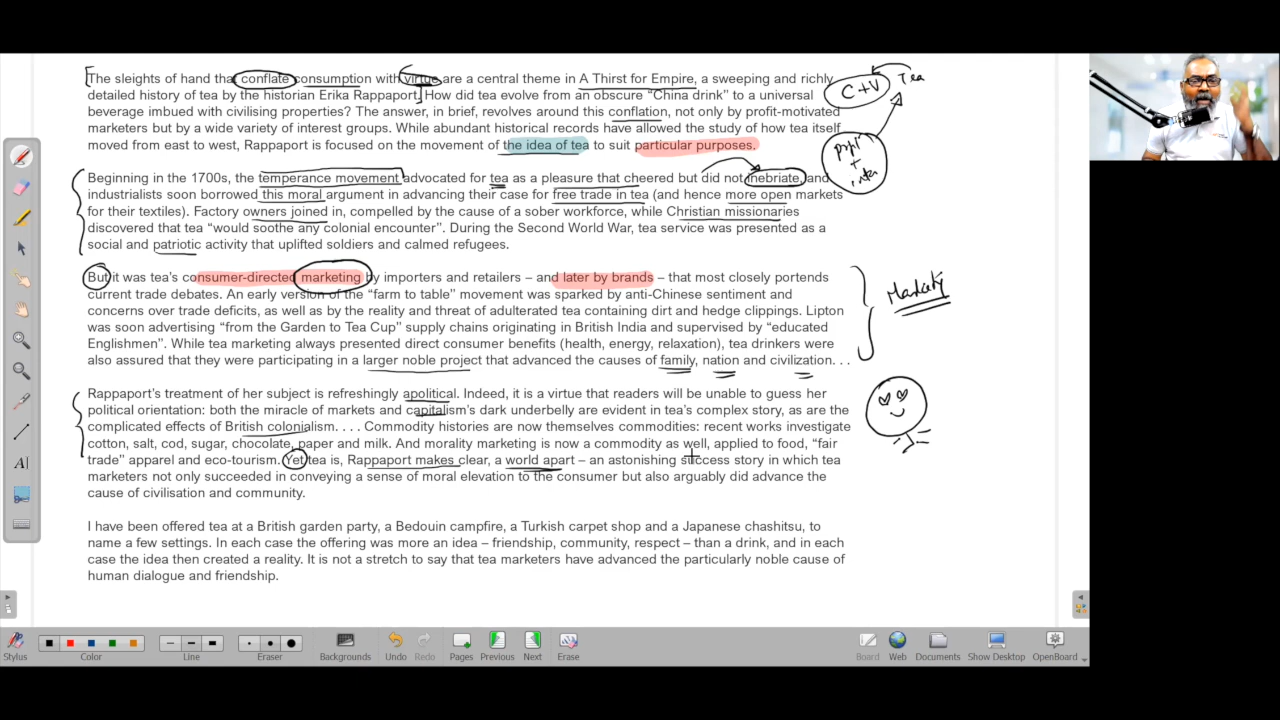 The sleights of hand that conflate consumption with virtue are a central theme in A Thirst for Empire, a sweeping and richly
detailed history of tea by the historian Erika Rappaport. How did tea evolve from an obscure “China drink” to a universal
beverage imbued with civilising properties? The answer, in brief, revolves around this conflation, not only by profit-motivated
marketers but by a wide variety of interest groups. While abundant historical records have allowed the study of how tea itself
moved from east to west, Rappaport is focused on the movement of the idea of tea to suit particular purposes.
Tea
C + V
Beginning in the 1700s, the temperance movement advocated for tea as a pleasure that cheered but did not inebriate, and
industrialists soon borrowed this moral argument in advancing their case for free trade in tea (and hence more open markets
for their textiles). Factory owners joined in, compelled by the cause of a sober workforce, while Christian missionaries
discovered that tea “would soothe any colonial encounter”. During the Second World War, tea service was presented as a
social and patriotic activity that uplifted soldiers and calmed refugees.
But it was tea’s consumer-directed marketing by importers and retailers – and later by brands – that most closely portends
current trade debates. An early version of the “farm to table” movement was sparked by anti-Chinese sentiment and
concerns over trade deficits, as well as by the reality and threat of adulterated tea containing dirt and hedge clippings. Lipton
was soon advertising “from the Garden to Tea Cup” supply chains originating in British India and supervised by “educated
Englishmen”. While tea marketing always presented direct consumer benefits (health, energy, relaxation), tea drinkers were
also assured that they were participating in a larger noble project that advanced the causes of family, nation and civilization. . .
Rappaport’s treatment of her subject is refreshingly apolitical. Indeed, it is a virtue that readers will be unable to guess her
political orientation: both the miracle of markets and capitalism’s dark underbelly are evident in tea’s complex story, as are the
complicated effects of British colonialism. . . . Commodity histories are now themselves commodities: recent works investigate
cotton, salt, cod, sugar, chocolate, paper and milk. And morality marketing is now a commodity as well, applied to food, “fair
trade” apparel and eco-tourism. Yet tea is, Rappaport makes clear, a world apart – an astonishing success story in which tea
marketers not only succeeded in conveying a sense of moral elevation to the consumer but also arguably did advance the
cause of civilisation and community.
I have been offered tea at a British garden party, a Bedouin campfire, a Turkish carpet shop and a Japanese chashitsu, to
name a few settings. In each case the offering was more an idea – friendship, community, respect – than a drink, and in each
case the idea then created a reality. It is not a stretch to say that tea marketers have advanced the particularly noble cause of
human dialogue and friendship.
Stylus
Color
Line
Eraser
Backgrounds
Undo
Redo
Pages
Previous
Next
Erase
Board
Web
Documents
Show Desktop
OpenBoard